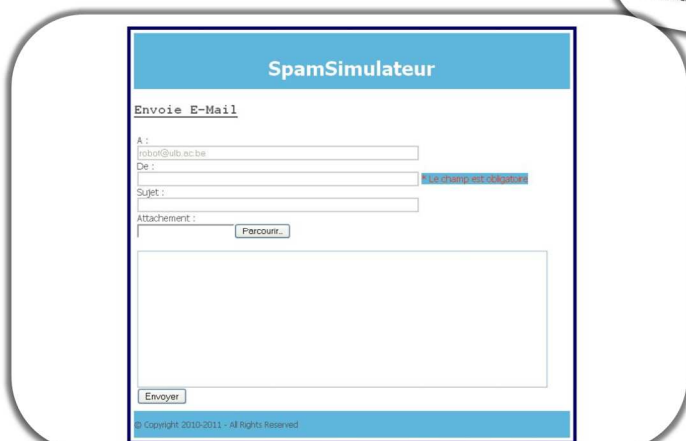 SpamSimulateur
Envoie E-Mail
A :
robot@ulb.ac.be
De :
* Le champ est obligatoire
Sujet :
Attachement :
Parcourir..
Envoyer
© Copyright 2010-2011 - All Rights Reserved